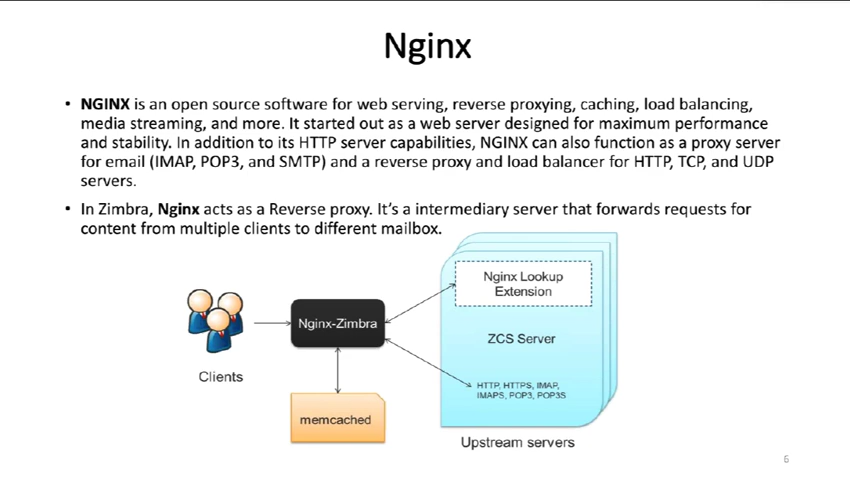 Nginx
• NGINX is an open source software for web serving, reverse proxying, caching, load balancing,
media streaming, and more. It started out as a web server designed for maximum performance
and stability. In addition to its HTTP server capabilities, NGINX can also function as a proxy server
for email (IMAP, POP3, and SMTP) and a reverse proxy and load balancer for HTTP, TCP, and UDP
servers.
• In Zimbra, Nginx acts as a Reverse proxy. It's a intermediary server that forwards requests for
content from multiple clients to different mailbox.
Nginx Lookup
Extension
Nginx-Zimbra
ZCS Server
Clients
HTTP, HTTPS, IMAP,
IMAPS, POP3, POP3S
memcached
Upstream servers
6